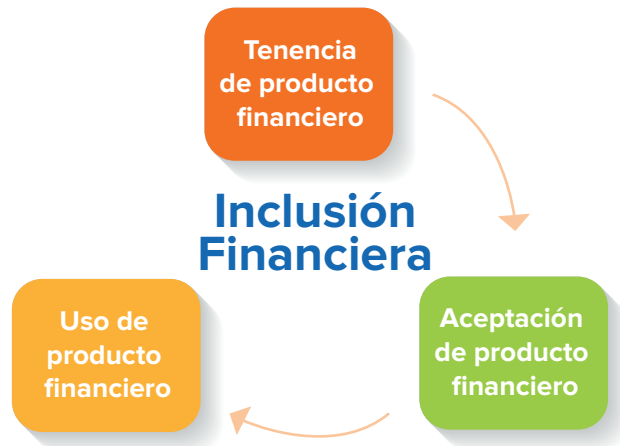 Tenencia
de producto
financiero
Inclusión
Financiera
Uso de
producto
financiero
Aceptación
de producto
financiero